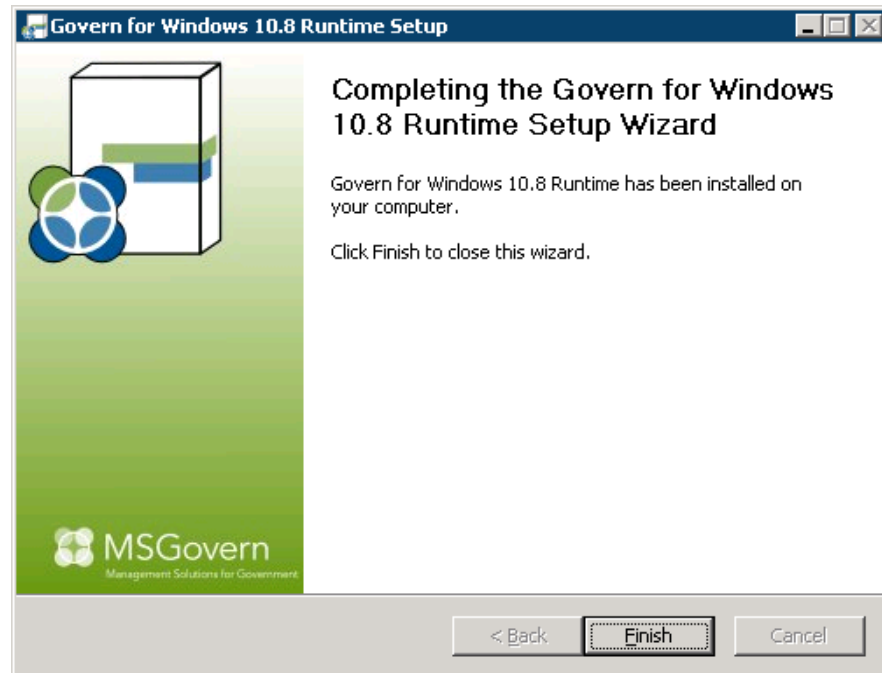 Govern for Windows 10.8 Runtime Setup
Completing the Govern for Windows
10.8 Runtime Setup Wizard
Govern for Windows 10.8 Runtime has been installed on
your computer.
Click Finish to close this wizard.
MSGovern
Management Solutions for Government
< Back
Finish
Cancel